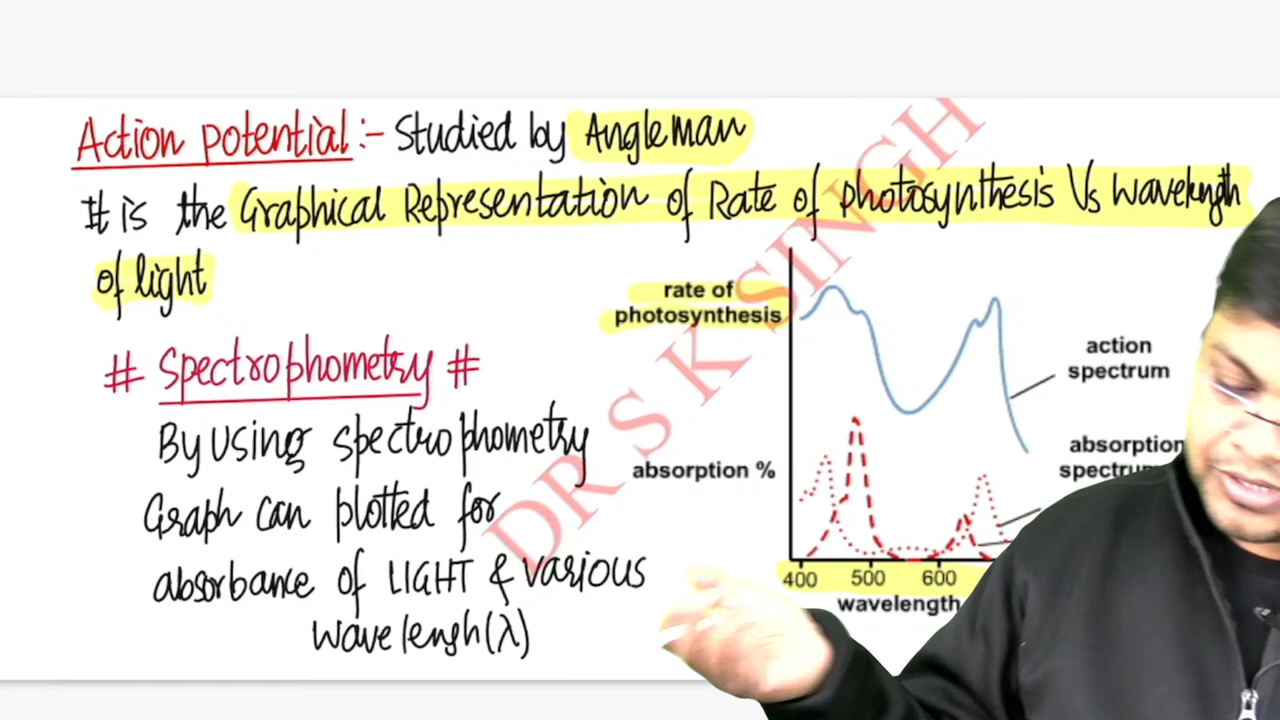 Action potential :- Studied by Angleman
It is the Graphical Representation of Rate of photosynthesis Vs wavelength
of light
rate of
photosynthesis
# Spectrophometry #
action
spectrum
By Using spectrophometry
absorption
absorption %
Graph can plotted for
absorbance of LIGHT & various
400 500 600
wavelength
wavelengh(λ)
DR S K SINGH